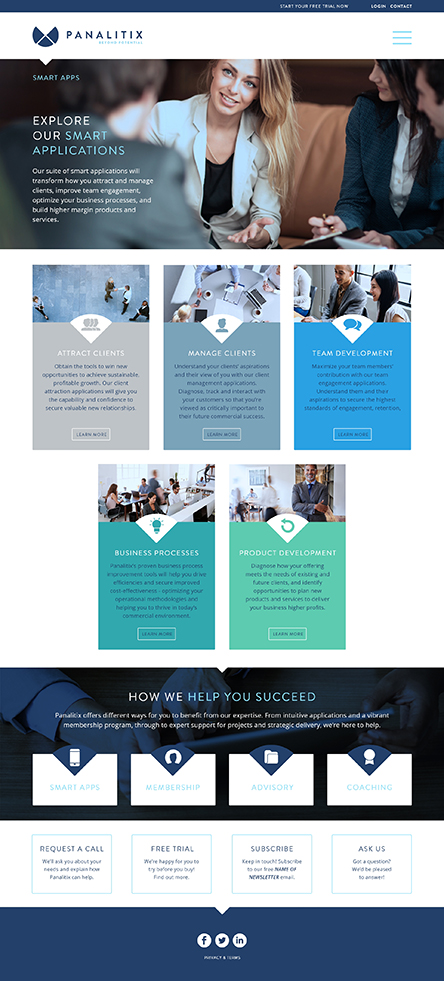 START YOUR FREE TRIAL NOW
LOGIN CONTACT
PANALITIX
BEYOND POTENTIAL
SMART APPS
EXPLORE
OUR SMART
APPLICATIONS
Our suite of smart applications will
transform how you attract and manage
clients, improve team engagement,
optimize your business processes, and
build higher margin products and
services.
ATTRACT CLIENTS
Obtain the tools to win new
opportunities to achieve sustainable,
profitable growth. Our client
attraction applications will give you
the capability and confidence to
secure valuable new relationships.
LEARN MORE
MANAGE CLIENTS
Understand your clients' aspirations
and their view of you with our client
management applications.
Diagnose, track and interact with
your customers so that you're
viewed as critically important to
their future commercial success.
LEARN MORE
TEAM DEVELOPMENT
Maximize your team members'
contribution with our team
engagement applications.
Understand them and their
aspirations to secure the highest
standards of engagement, retention,
LEARN MORE
BUSINESS PROCESSES
Panalitix's proven business process
improvement tools will help you drive
efficiencies and secure improved
cost-effectiveness - optimizing your
operational methodologies and
helping you to thrive in today's
commercial environment.
LEARN MORE
PRODUCT DEVELOPMENT
Diagnose how your offering
meets the needs of existing and
future clients, and identify
opportunities to plan new
products and services to deliver
your business higher profits.
LEARN MORE
HOW WE HELP YOU SUCCEED
Panalitix offers different ways for you to benefit from our expertise. From intuitive applications and a vibrant
membership program, through to expert support for projects and strategic delivery, we're here to help.
SMART APPS
MEMBERSHIP
ADVISORY
COACHING
REQUEST A CALL
We'll ask you about your
needs and explain how
Panalitix can help.
FREE TRIAL
We're happy for you to
try before you buy!
Find out more.
SUBSCRIBE
Keep in touch! Subscribe
to our free NAME OF
NEWSLETTER email.
ASK US
Got a question?
We'd be pleased
to answer!
PRIVACY & TERMS